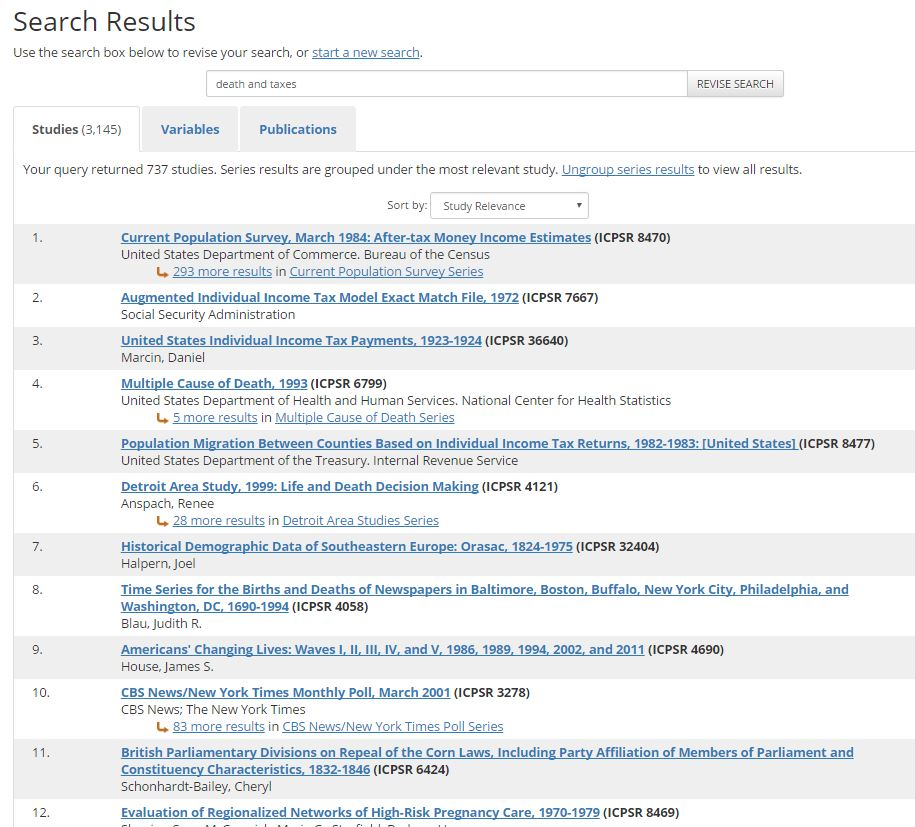 Search Results
Use the search box below to revise your search, or start a new search.
death and taxes
REVISE SEARCH
Studies (3,145)
Variables
Publications
Your query returned 737 studies. Series results are grouped under the most relevant study. Ungroup series results to view all results.
Sort by: Study Relevance
1. Current Population Survey, March 1984: After-tax Money Income Estimates (ICPSR 8470)
United States Department of Commerce. Bureau of the Census
293 more results in Current Population Survey Series
2. Augmented Individual Income Tax Model Exact Match File, 1972 (ICPSR 7667)
Social Security Administration
3. United States Individual Income Tax Payments, 1923-1924 (ICPSR 36640)
Marcin, Daniel
4. Multiple Cause of Death, 1993 (ICPSR 6799)
United States Department of Health and Human Services. National Center for Health Statistics
5 more results in Multiple Cause of Death Series
5. Population Migration Between Counties Based on Individual Income Tax Returns, 1982-1983: [United States] (ICPSR 8477)
United States Department of the Treasury. Internal Revenue Service
6. Detroit Area Study, 1999: Life and Death Decision Making (ICPSR 4121)
Anspach, Renee
28 more results in Detroit Area Studies Series
7. Historical Demographic Data of Southeastern Europe: Orasac, 1824-1975 (ICPSR 32404)
Halpern, Joel
8. Time Series for the Births and Deaths of Newspapers in Baltimore, Boston, Buffalo, New York City, Philadelphia, and
Washington, DC, 1690-1994 (ICPSR 4058)
Blau, Judith R.
9. Americans' Changing Lives: Waves I, II, III, IV, and V, 1986, 1989, 1994, 2002, and 2011 (ICPSR 4690)
House, James S.
10. CBS News/New York Times Monthly Poll, March 2001 (ICPSR 3278)
CBS News; The New York Times
83 more results in CBS News/New York Times Poll Series
11. British Parliamentary Divisions on Repeal of the Corn Laws, Including Party Affiliation of Members of Parliament and
Constituency Characteristics, 1832-1846 (ICPSR 6424)
Schonhardt-Bailey, Cheryl
12. Evaluation of Regionalized Networks of High-Risk Pregnancy Care, 1970-1979 (ICPSR 8469)